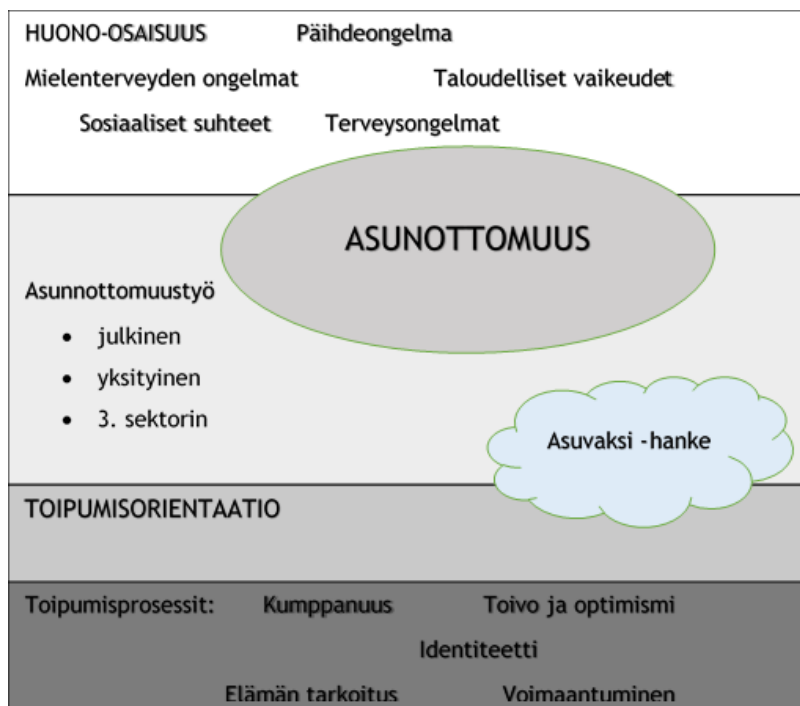 HUONO-OSAISUUS Päihdeongelma
Mielenterveyden ongelmat Taloudelliset vaikeudet
Sosiaaliset suhteet Terveysongelmat
ASUNOTTOMUUS
Asunnottomuustyö
• julkinen
• yksityinen
• 3. sektorin
Asuvaksi -hanke
TOIPUMISORIENTAATIO
Toipumisprosessit: Kumppanuus Toivo ja optimismi
Identiteetti
Elämän tarkoitus Voimaantuminen